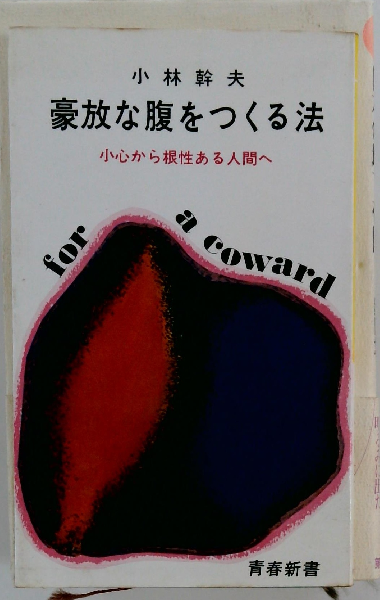 小林幹夫
豪放な腹をつくる法
小心から根性ある人間へ
for a coward
青春新書